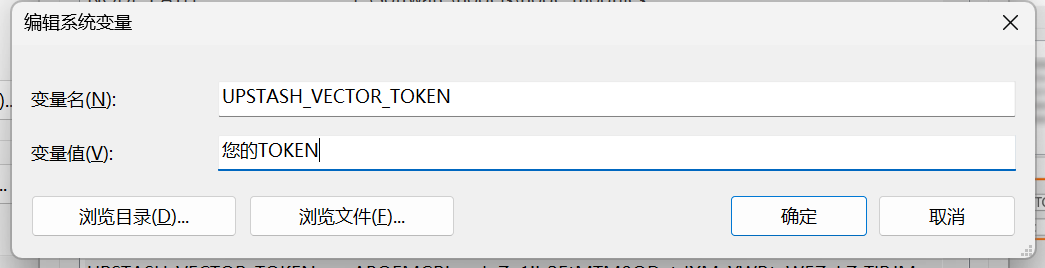 编辑系统变量
变量名(N):
UPSTASH_VECTOR_TOKEN
变量值(V):
您的TOKEN
浏览目录(D)...
浏览文件(F)...
确定
取消